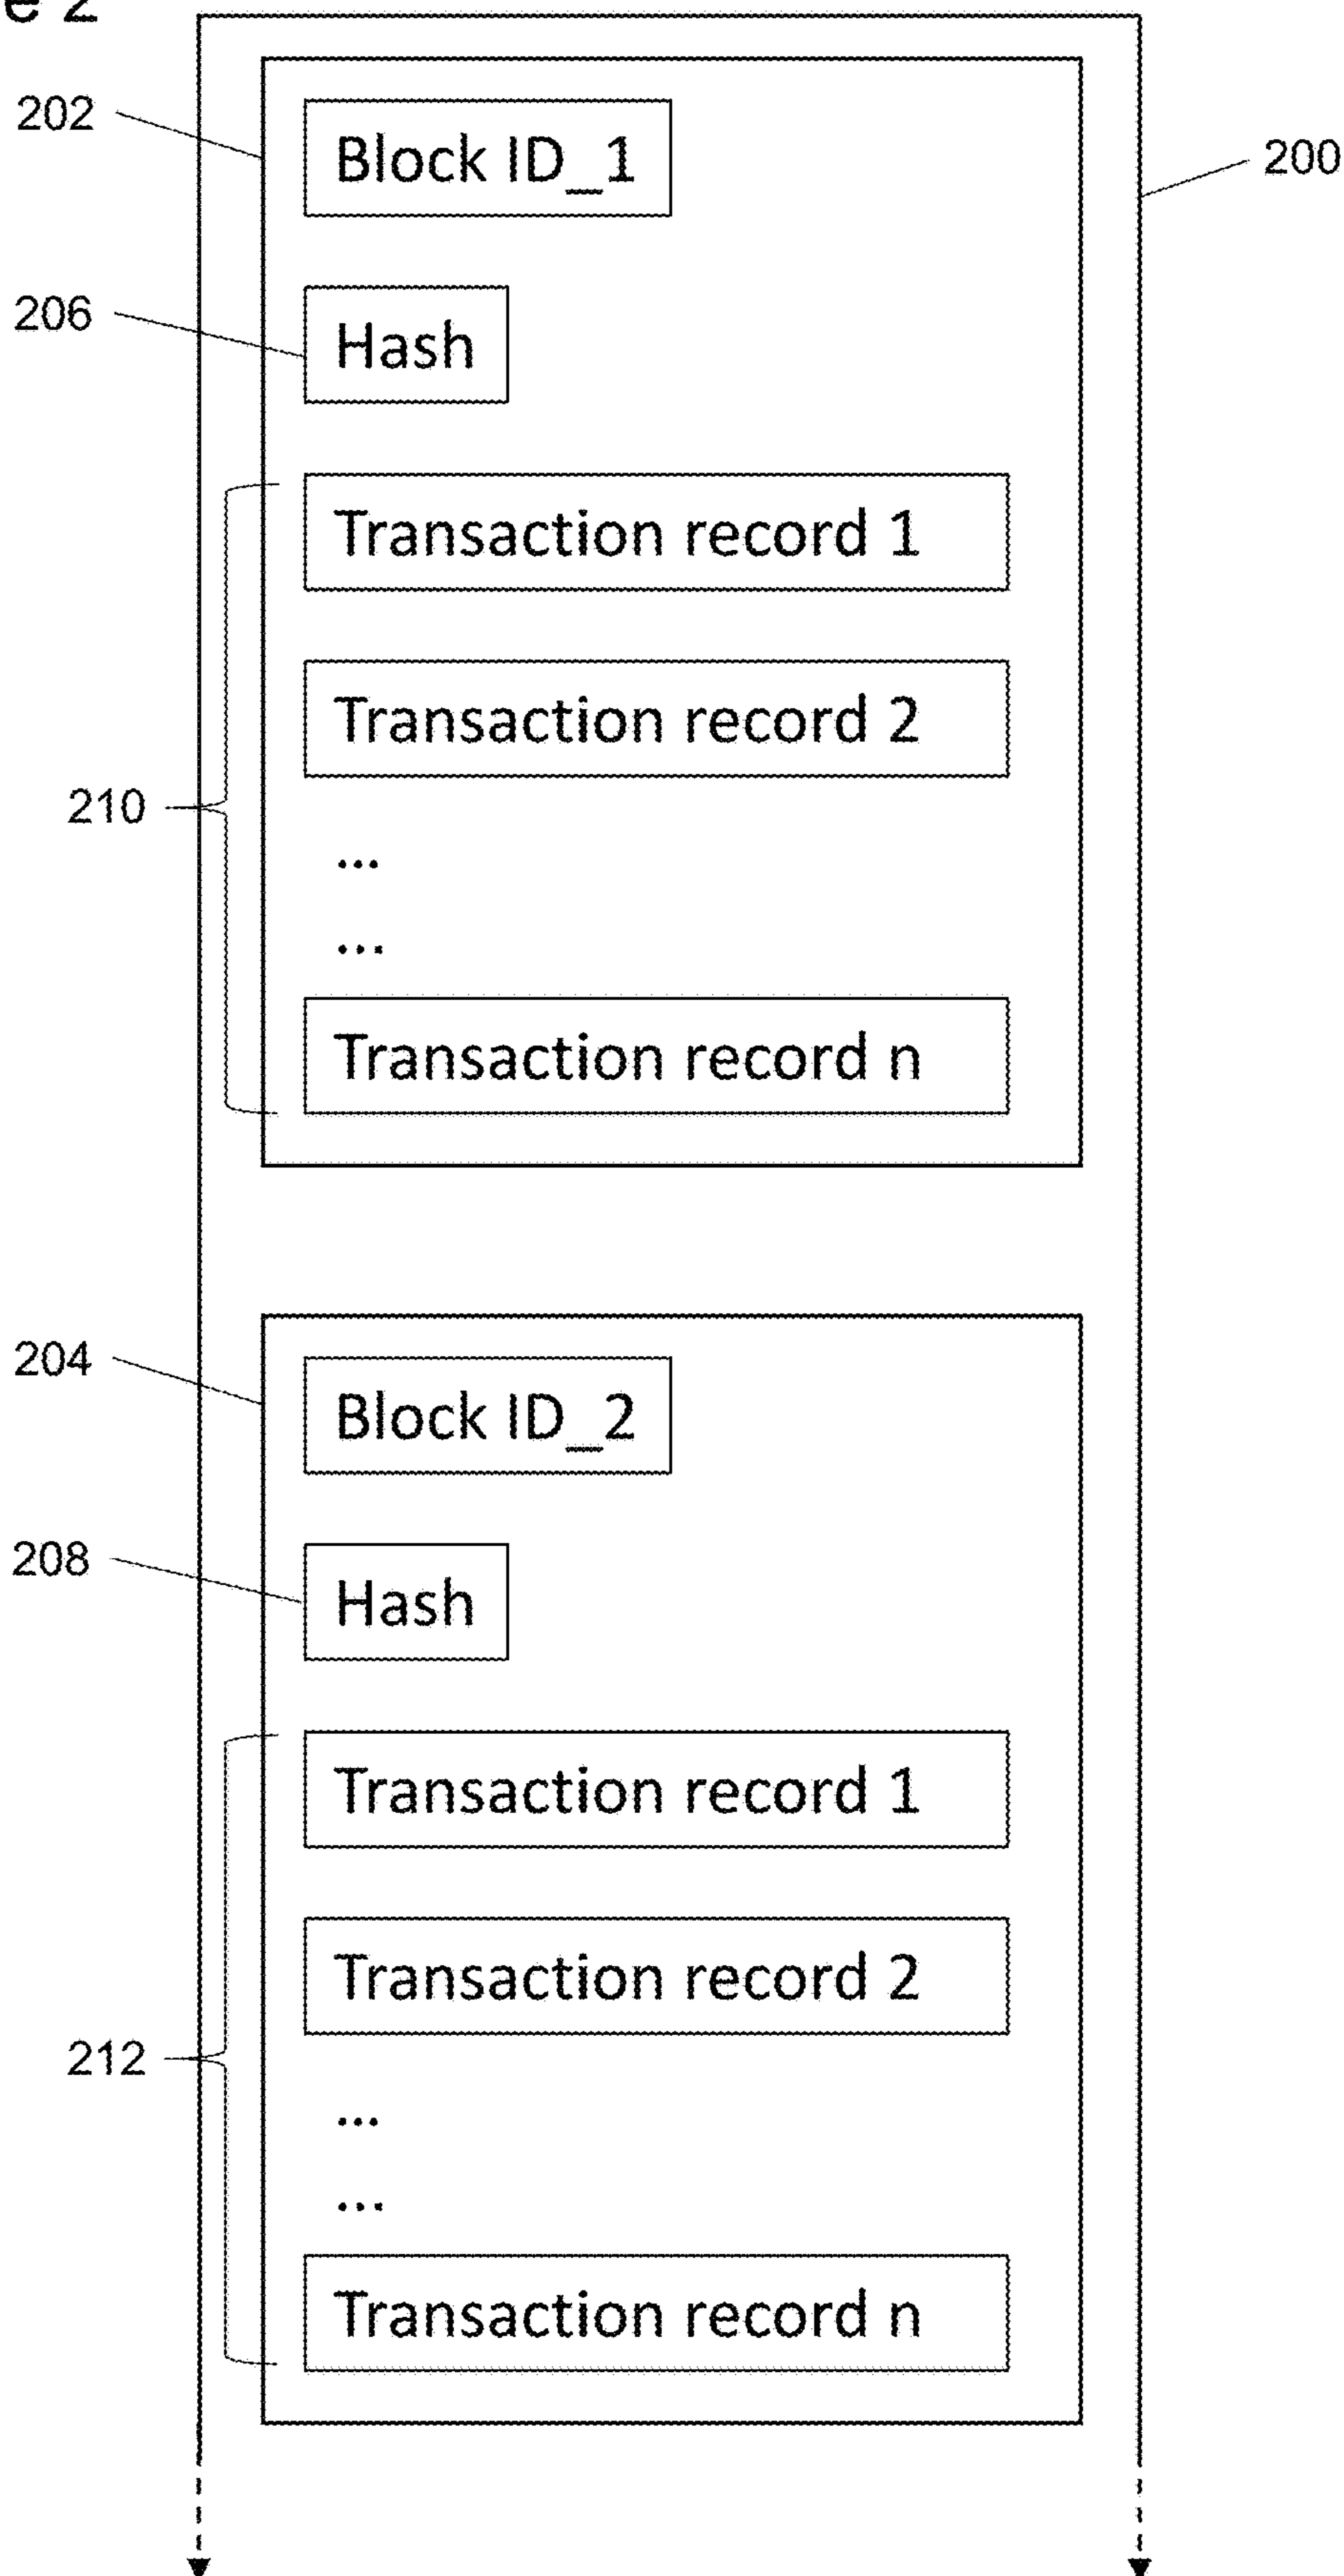 e 2
202
Block ID_1
200
206
Hash
Transaction record 1
Transaction record 2
210
...
...
Transaction record n
204
Block ID_2
208
Hash
Transaction record 1
Transaction record 2
212
...
...
Transaction record n